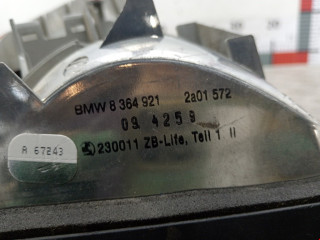 BMW 8 364 921 2a01 572
09 4259
A 67243
230011 ZB-Life, Teil 1 II